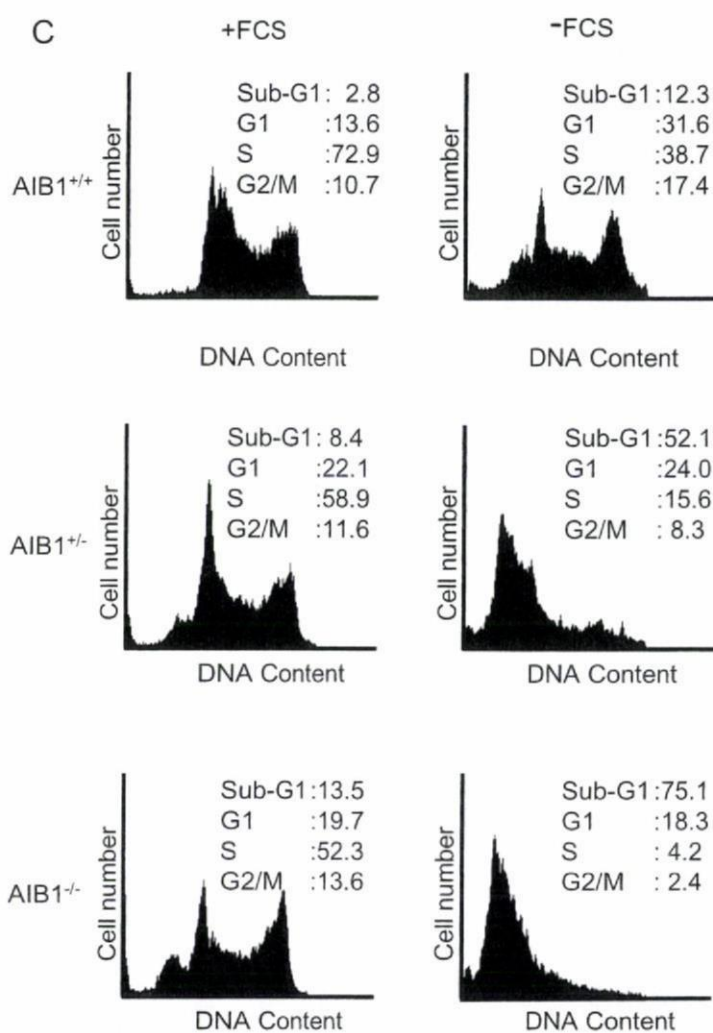 C
+FCS
-FCS
AIB1+/+
Cell number
Sub-G1: 2.8
G1 :13.6
S :72.9
G2/M :10.7
DNA Content
Cell number
Sub-G1:12.3
G1 :31.6
S :38.7
G2/M :17.4
DNA Content
AIB1+/-
Cell number
Sub-G1: 8.4
G1 :22.1
S :58.9
G2/M :11.6
DNA Content
Cell number
Sub-G1:52.1
G1 :24.0
S :15.6
G2/M : 8.3
DNA Content
AIB1-/-
Cell number
Sub-G1:13.5
G1 :19.7
S :52.3
G2/M :13.6
DNA Content
Cell number
Sub-G1:75.1
G1 :18.3
S : 4.2
G2/M : 2.4
DNA Content